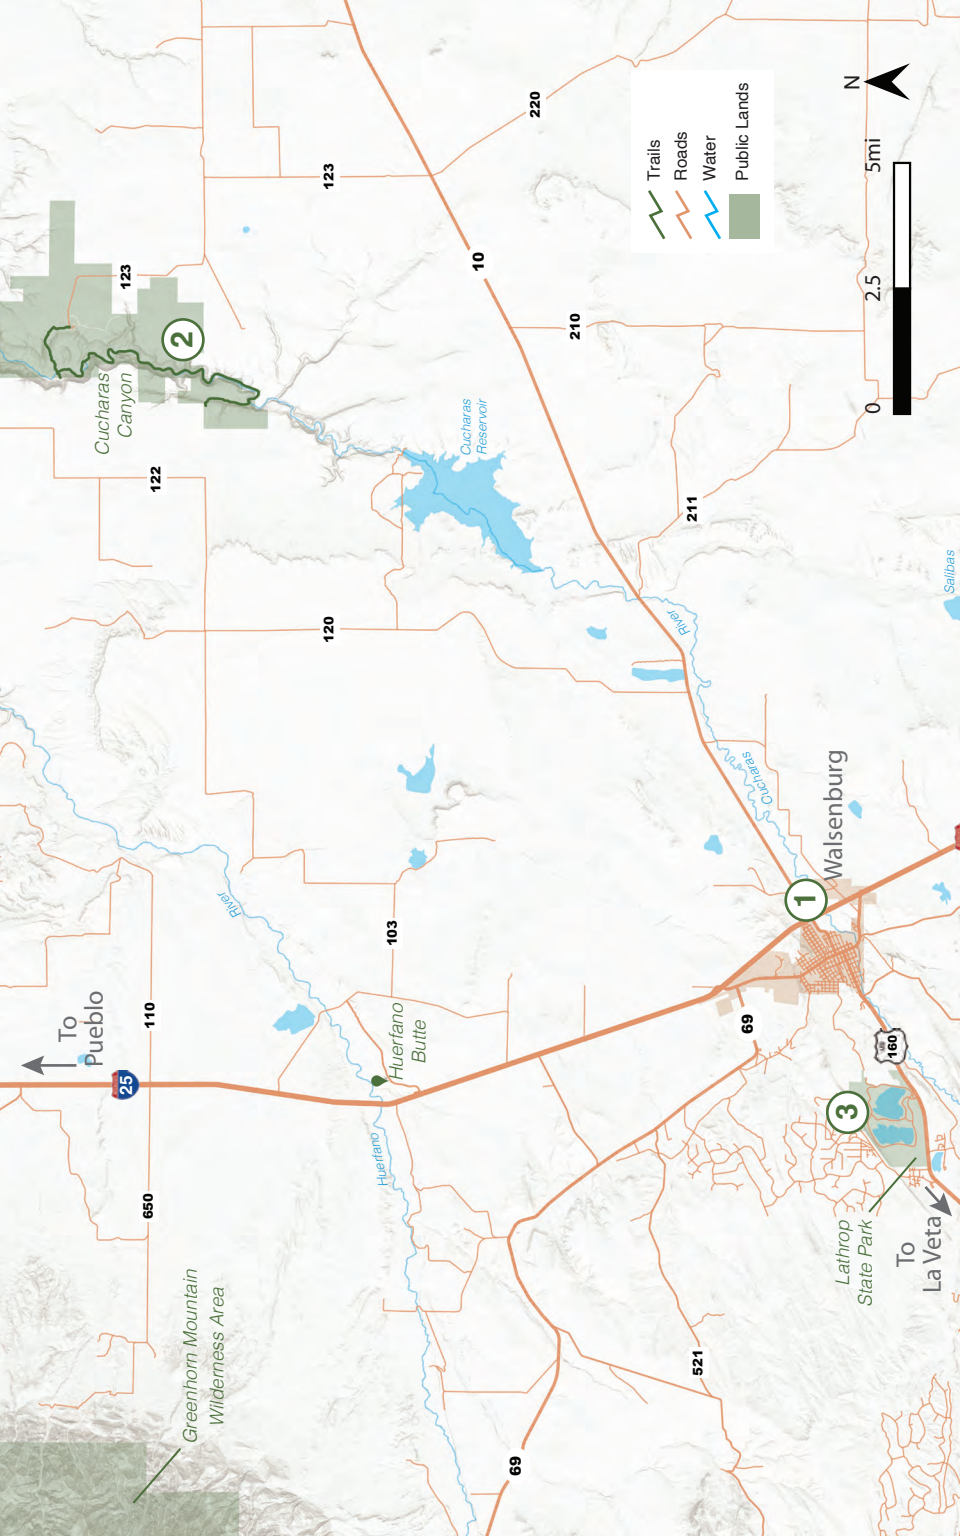 Greenhorn Mountain
Wilderness Area
650
To
Pueblo
25
110
Huerfano
River
Huerfano
Butte
103
120
122
Cucharas
Canyon
2
123
123
220
10
210
Cucharas
Reservoir
211
River
Cucharas
Walsenburg
1
69
69
521
160
3
Lathrop
State Park
To
La Veta
Salibas
Trails
Roads
Water
Public Lands
N
0
2.5
5mi